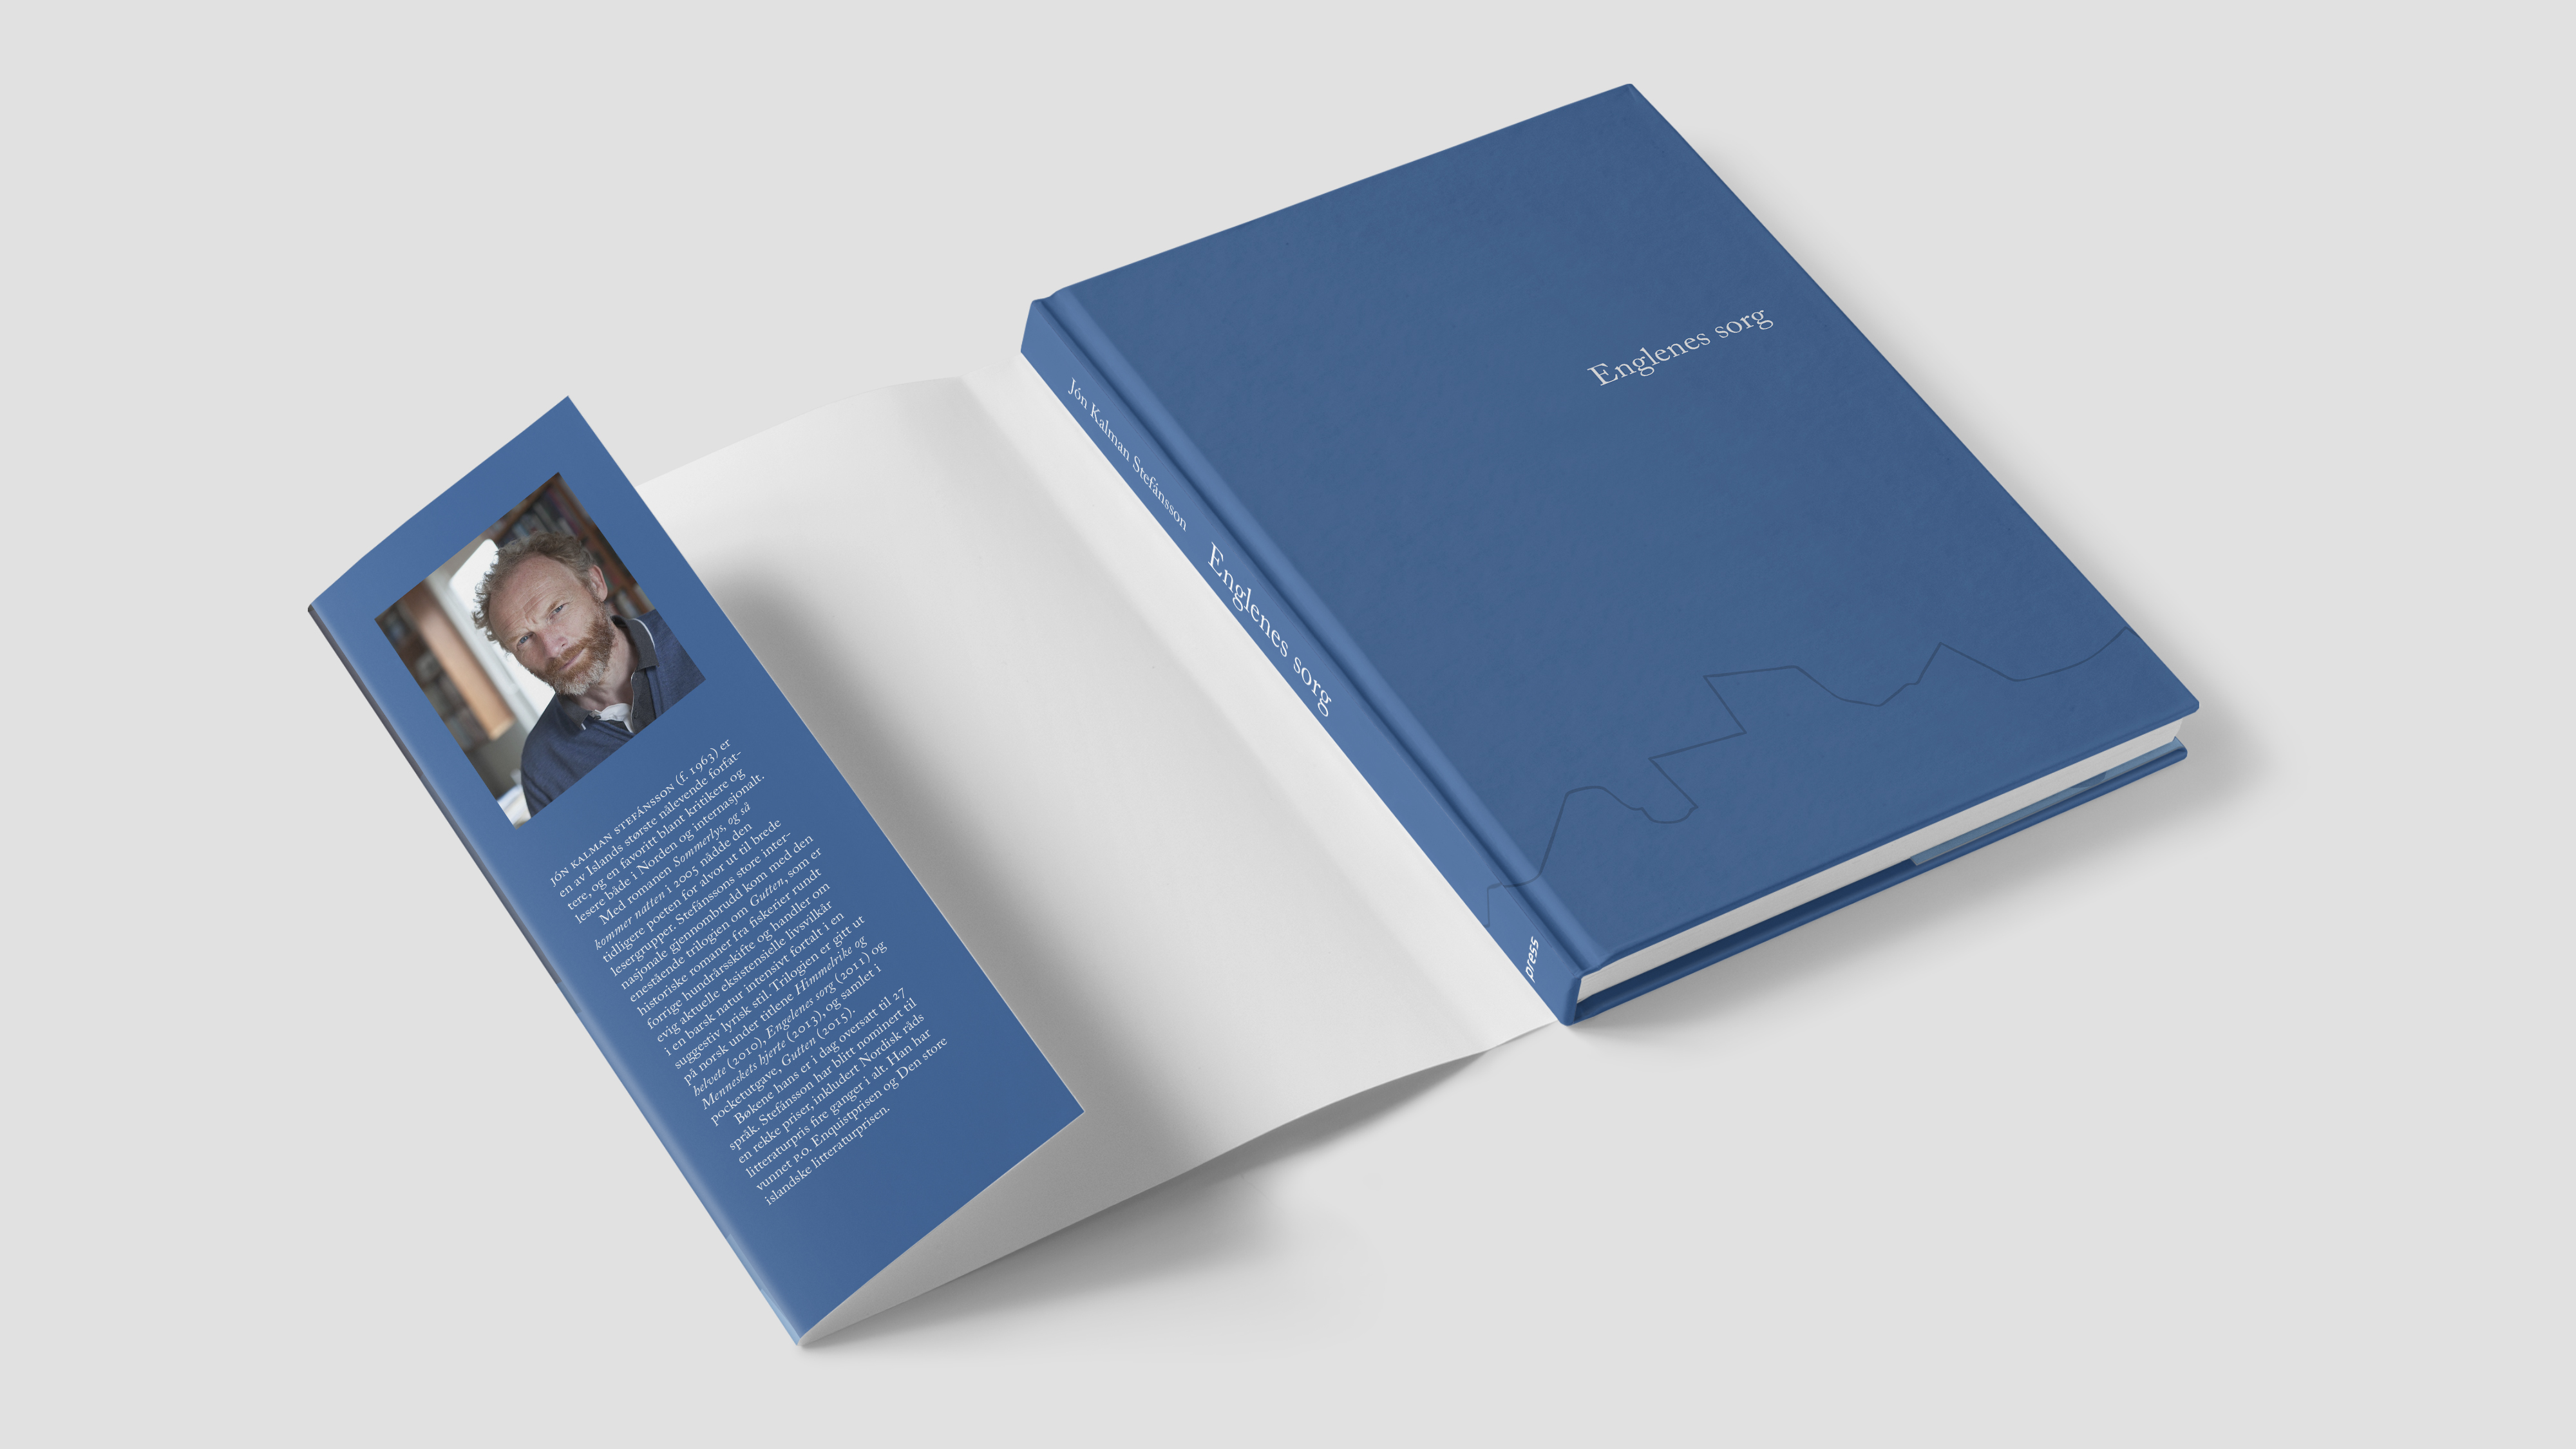 JÓN KALMAN STEFÁNSSON (f. 1963) er
en av Islands største nålevende forfat-
tere, og en favoritt blant kritikere og
lesere både i Norden og internasjonalt.
Med romanen Sommerlys, og så
kommer natten i 2005 nådde den
tidligere poeten for alvor ut til brede
lesergrupper. Stefánssons store inter-
nasjonale gjennombrudd kom med den
enestående trilogien om Gutten, som er
historiske romaner fra fiskerier rundt
forrige hundrårsskifte og handler om
evig aktuelle eksistensielle livsvilkår
i en barsk natur intensivt fortalt i en
suggestiv lyrisk stil. Trilogien er gitt ut
på norsk under titlene Himmelrike og
helvete (2010), Engelenes sorg (2011) og
Menneskets hjerte (2013), og samlet i
pocketutgave, Gutten (2015).
Bøkene hans er i dag oversatt til 27
språk. Stefánsson har blitt nominert til
en rekke priser, inkludert Nordisk råds
litteraturpris fire ganger i alt. Han har
vunnet P.O. Enquistprisen og Den store
islandske litteraturprisen.
Jón Kalman Stefánsson Englenes sorg
press
Englenes sorg